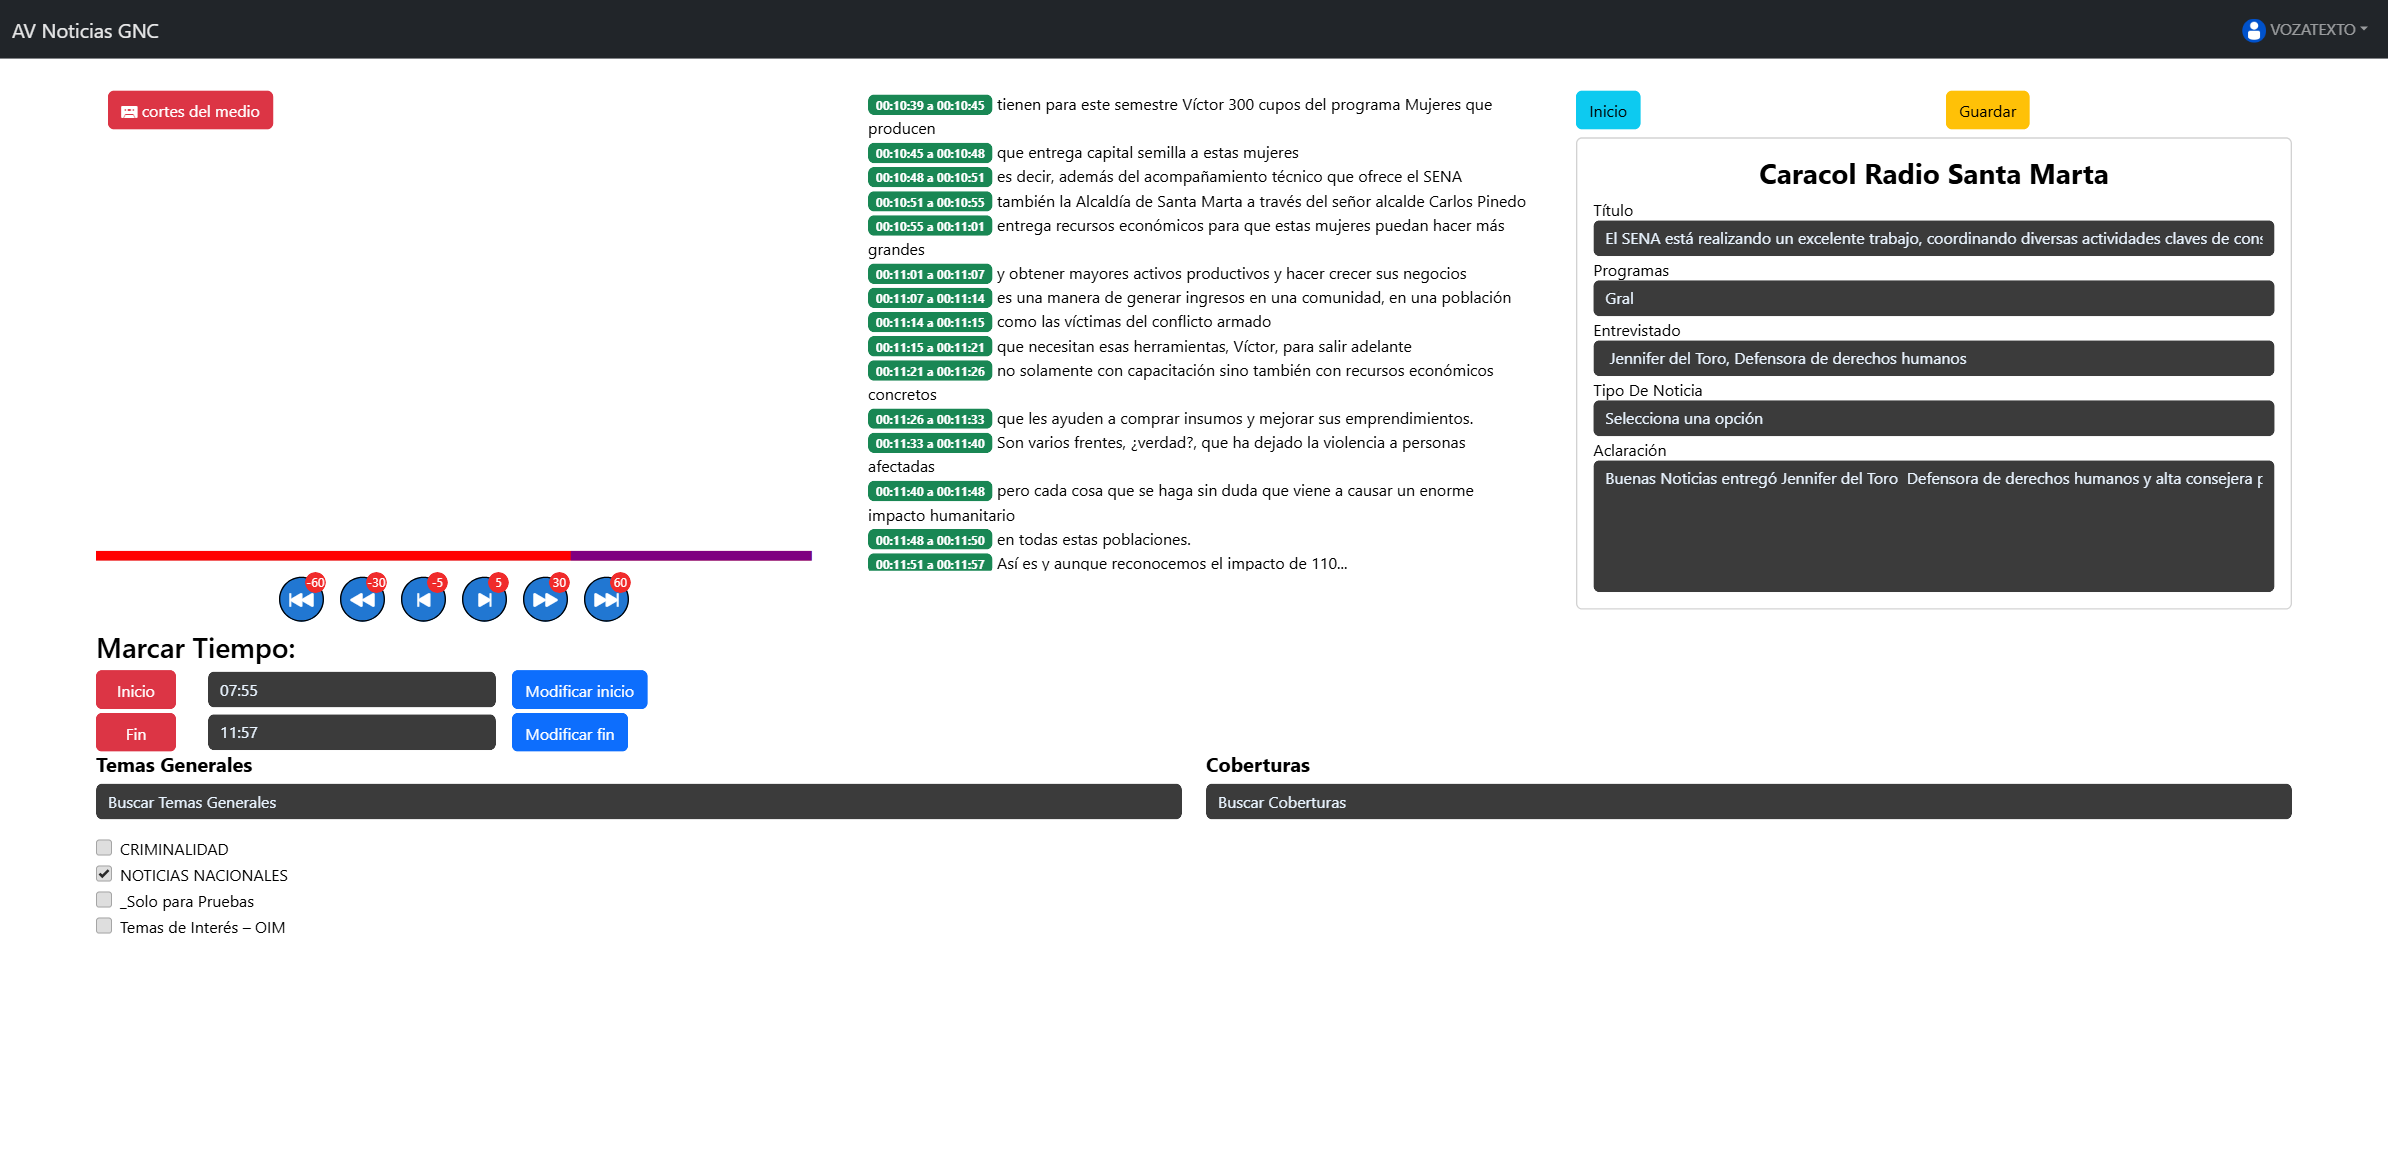 AV Noticias GNC
VOZATEXTO
cortes del medio
00:10:39 a 00:10:45 tienen para este semestre Víctor 300 cupos del programa Mujeres que
producen
00:10:45 a 00:10:48 que entrega capital semilla a estas mujeres
00:10:48 a 00:10:51 es decir, además del acompañamiento técnico que ofrece el SENA
00:10:51 a 00:10:55 también la Alcaldía de Santa Marta a través del señor alcalde Carlos Pinedo
00:10:55 a 00:11:01 entrega recursos económicos para que estas mujeres puedan hacer más
grandes
00:11:01 a 00:11:07 y obtener mayores activos productivos y hacer crecer sus negocios
00:11:07 a 00:11:14 es una manera de generar ingresos en una comunidad, en una población
00:11:14 a 00:11:15 como las víctimas del conflicto armado
00:11:15 a 00:11:21 que necesitan esas herramientas, Víctor, para salir adelante
00:11:21 a 00:11:26 no solamente con capacitación sino también con recursos económicos
concretos
00:11:26 a 00:11:33 que les ayuden a comprar insumos y mejorar sus emprendimientos.
00:11:33 a 00:11:40 Son varios frentes, ¿verdad?, que ha dejado la violencia a personas
afectadas
00:11:40 a 00:11:48 pero cada cosa que se haga sin duda que viene a causar un enorme
impacto humanitario
00:11:48 a 00:11:50 en todas estas poblaciones.
00:11:51 a 00:11:57 Así es y aunque reconocemos el impacto de 110...
Inicio
Guardar
Caracol Radio Santa Marta
Título
El SENA está realizando un excelente trabajo, coordinando diversas actividades claves de cons
Programas
Gral
Entrevistado
Jennifer del Toro, Defensora de derechos humanos
Tipo De Noticia
Selecciona una opción
Aclaración
Buenas Noticias entregó Jennifer del Toro  Defensora de derechos humanos y alta consejera p
-60
-30
-5
5
30
60
Marcar Tiempo:
Inicio
07:55
Modificar inicio
Fin
11:57
Modificar fin
Temas Generales
Buscar Temas Generales
CRIMINALIDAD
NOTICIAS NACIONALES
_Solo para Pruebas
Temas de Interés – OIM
Coberturas
Buscar Coberturas